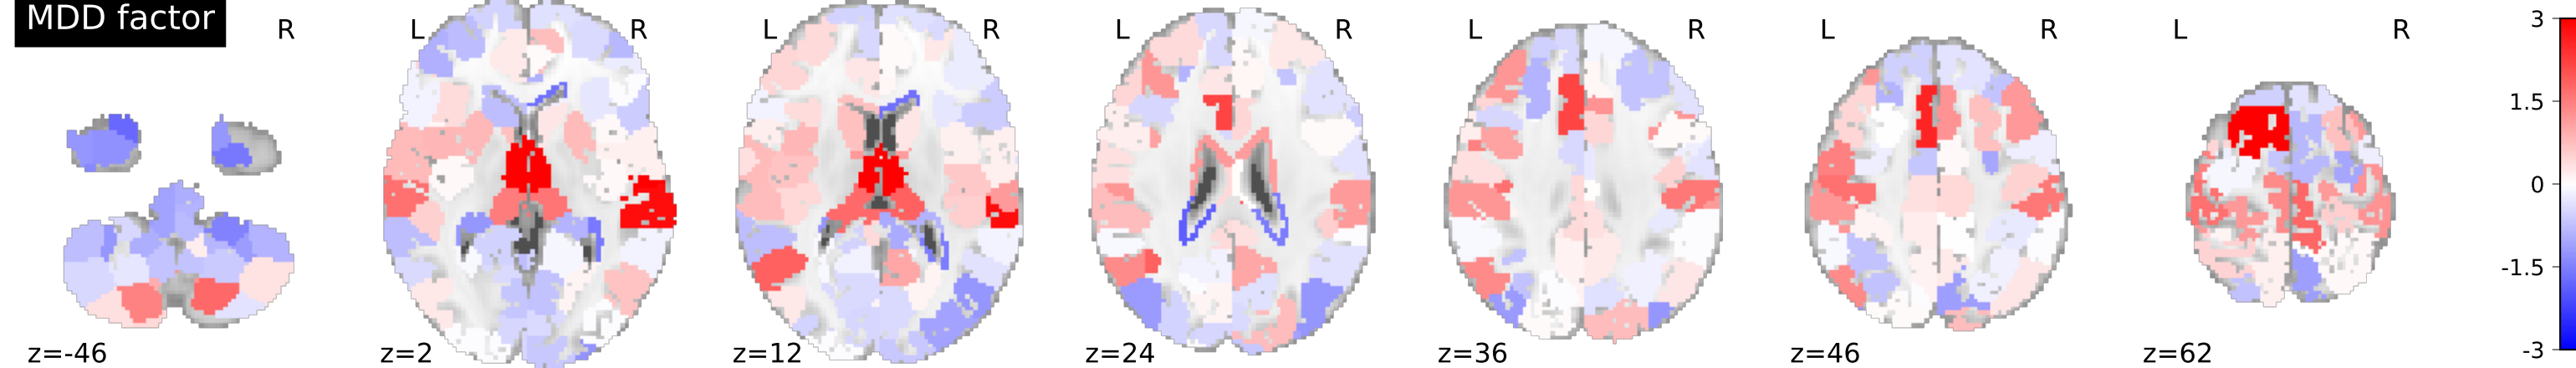 MDD factor
R
L R
L R
L R
L R
L R
L R
z=-46
z=2
z=12
z=24
z=36
z=46
z=62
3
1.5
0
-1.5
-3